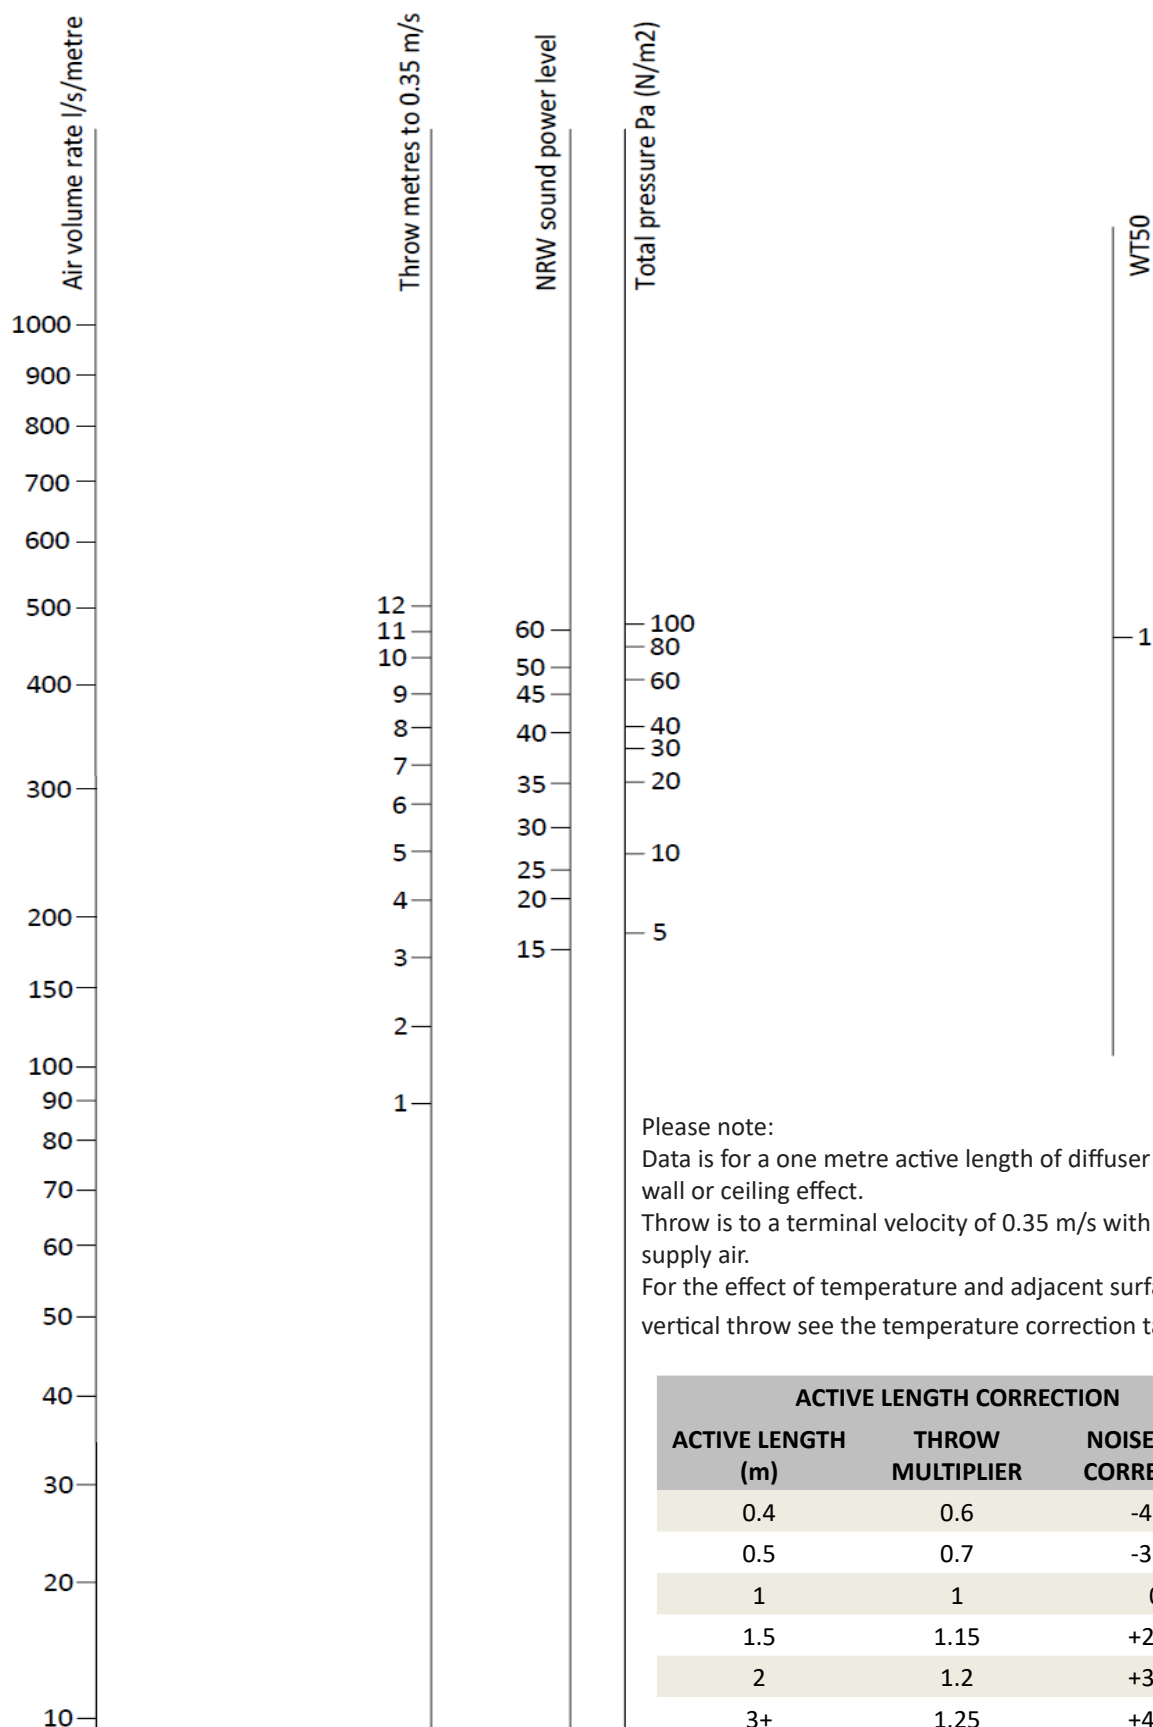 Air volume rate l/s/metre
Throw metres to 0.35 m/s
NRW sound power level
Total pressure Pa (N/m2)
WT50
1000
900
800
700
600
500
400
300
200
150
100
90
80
70
60
50
40
30
20
10
12
11
10
9
8
7
6
5
4
3
2
1
60
50
45
40
35
30
25
20
15
100
80
60
40
30
20
10
5
1
Please note:
Data is for a one metre active length of diffuser
wall or ceiling effect.
Throw is to a terminal velocity of 0.35 m/s with
supply air.
For the effect of temperature and adjacent surf
vertical throw see the temperature correction t
ACTIVE LENGTH CORRECTION
ACTIVE LENGTH THROW NOISE
(m) MULTIPLIER CORRE
0.4 0.6 -4
0.5 0.7 -3
1 1
1.5 1.15 +2
2 1.2 +3
3+ 1.25 +4